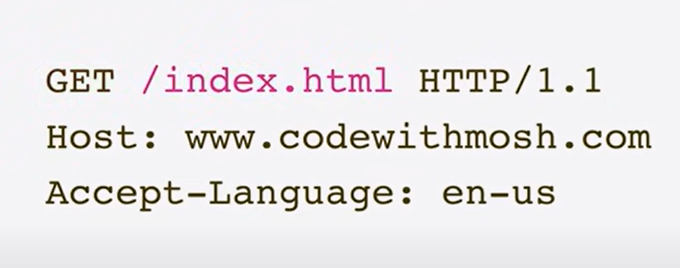 GET /index.html HTTP/1.1
Host: www.codewithmosh.com
Accept-Language: en-us